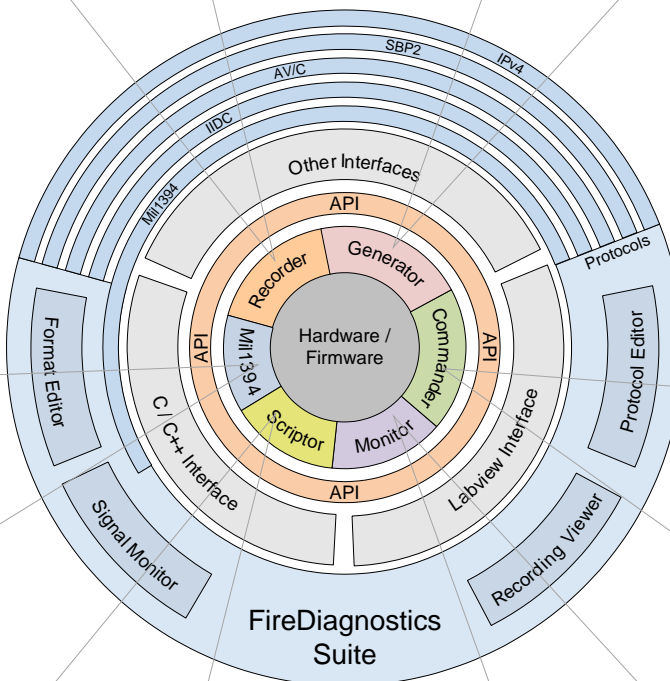 IPv4
SBP2
AV/C
IIDC
Mil1394
Protocols
Other Interfaces
API
Recorder
Generator
Commander
Monitor
Scriptor
Mil1394
Hardware /
Firmware
API
API
API
C / C++ Interface
Labview Interface
Format Editor
Protocol Editor
Signal Monitor
Recording Viewer
FireDiagnostics
Suite